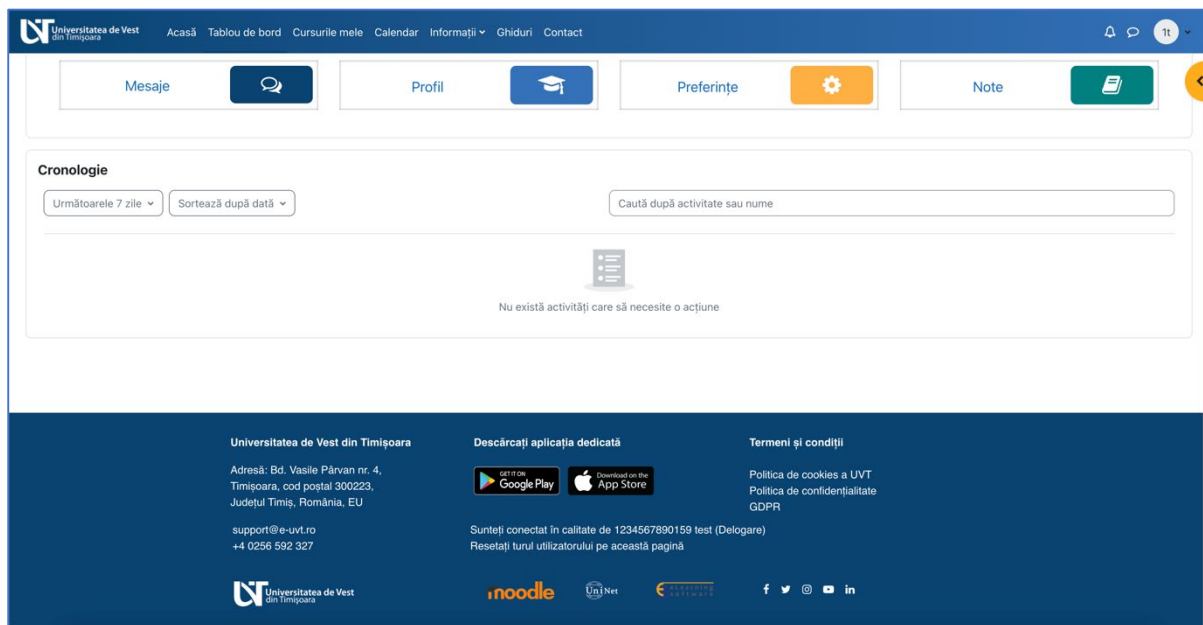 Universitatea de Vest
din Timișoara
Acasă Tablou de bord Cursurile mele Calendar Informații Ghiduri Contact
1t
Mesaje
Profil
Preferințe
Note
Cronologie
Următoarele 7 zile
Sortează după dată
Caută după activitate sau nume
Nu există activități care să necesite o acțiune
Universitatea de Vest din Timișoara
Adresă: Bd. Vasile Pârvan nr. 4,
Timișoara, cod poștal 300223,
Județul Timiș, România, EU
support@e-uvt.ro
+4 0256 592 327
Universitatea de Vest
din Timișoara
Descărcați aplicația dedicată
GET IT ON
Google Play
Download on the
App Store
Sunteți conectat în calitate de 1234567890159 test (Delogare)
Resetați turul utilizatorului pe această pagină
moodle
UniNet
eLearning
software
Termeni și condiții
Politica de cookies a UVT
Politica de confidențialitate
GDPR